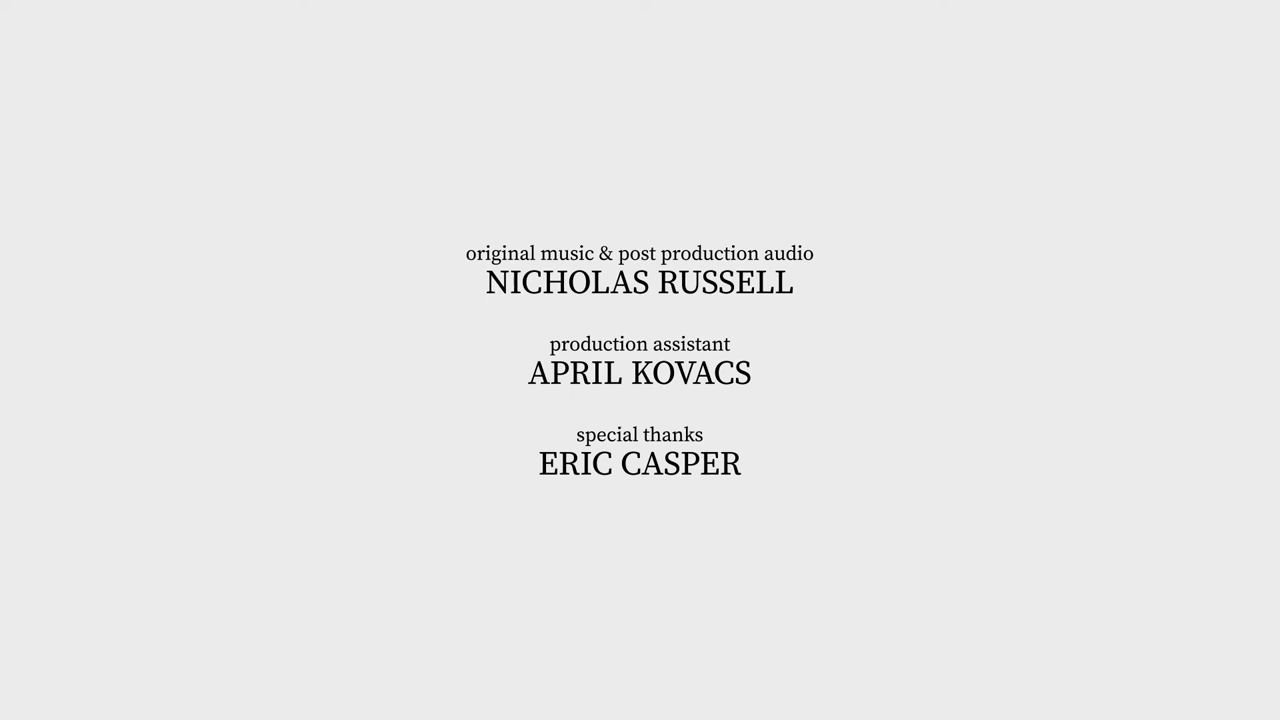 original music & post production audio
NICHOLAS RUSSELL
production assistant
APRIL KOVACS
special thanks
ERIC CASPER